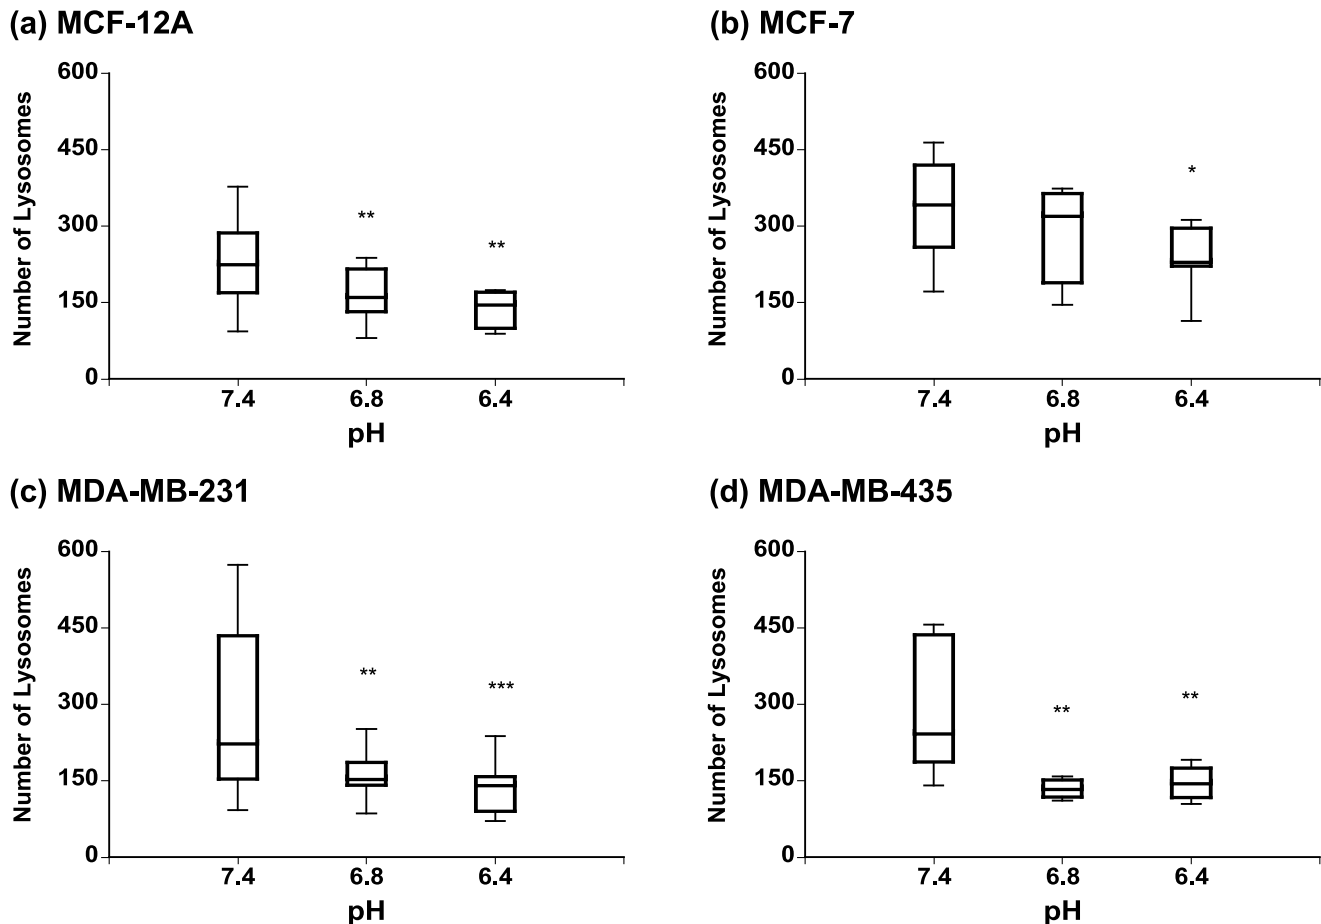 (a) MCF-12A
Number of Lysosomes
600
450
300
150
0
**
**
7.4 6.8 6.4
pH
(b) MCF-7
Number of Lysosomes
600
450
300
150
0
*
7.4 6.8 6.4
pH
(c) MDA-MB-231
Number of Lysosomes
600
450
300
150
0
**
***
7.4 6.8 6.4
pH
(d) MDA-MB-435
Number of Lysosomes
600
450
300
150
0
**
**
7.4 6.8 6.4
pH